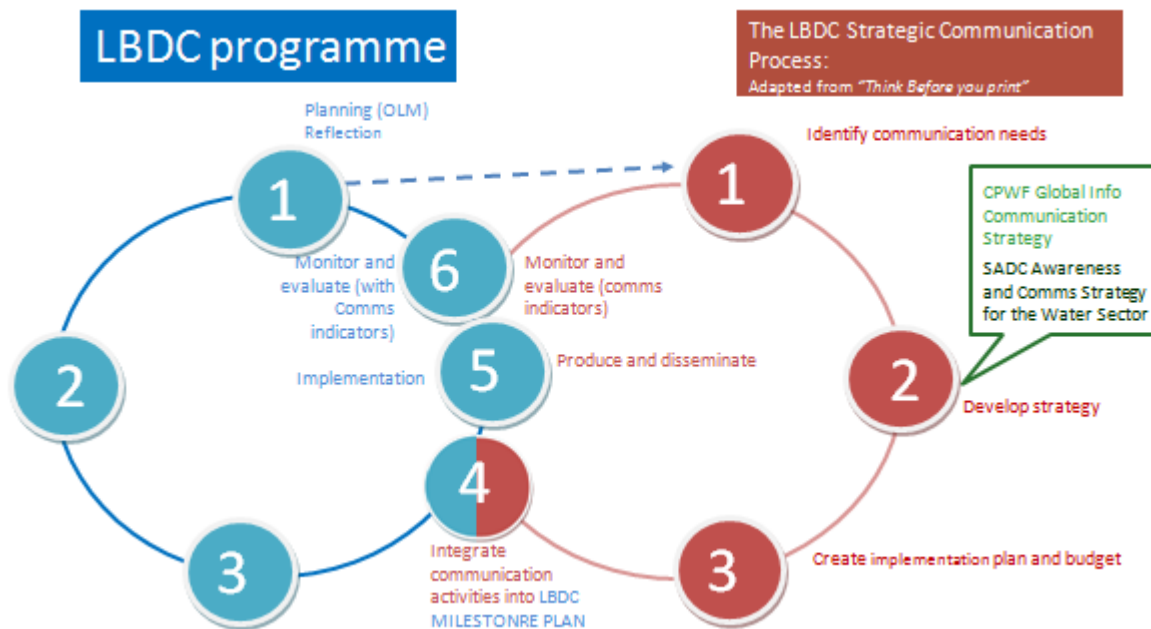 LBDC programme
The LBDC Strategic Communication
Process:
Adapted from "Think Before you print"
Planning (OLM)
Reflection
Identify communication needs
1
1
CPWF Global Info
Communication
Strategy
SADC Awareness
and Comms Strategy
for the Water Sector
6
Monitor and
evaluate (with
Comms
indicators)
Monitor and
evaluate (comms
indicators)
2
5
2
Implementation
Produce and disseminate
Develop strategy
4
3
3
Integrate
communication
activities into LBDC
MILESTONRE PLAN
Create implementation plan and budget